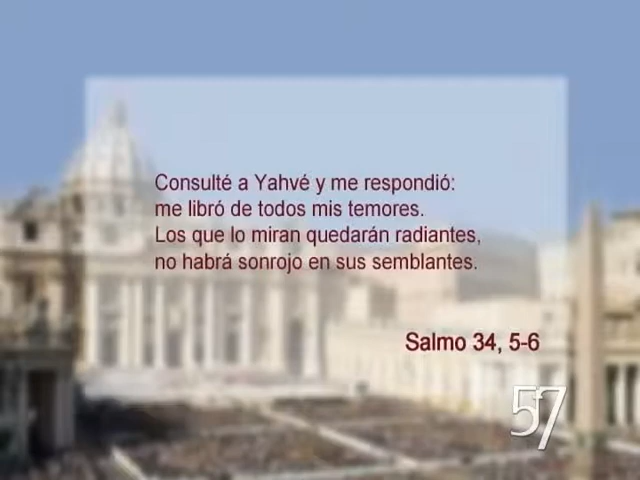 Consulté a Yahvé y me respondió:
me libró de todos mis temores.
Los que lo miran quedarán radiantes,
no habrá sonrojo en sus semblantes.
Salmo 34, 5-6
57